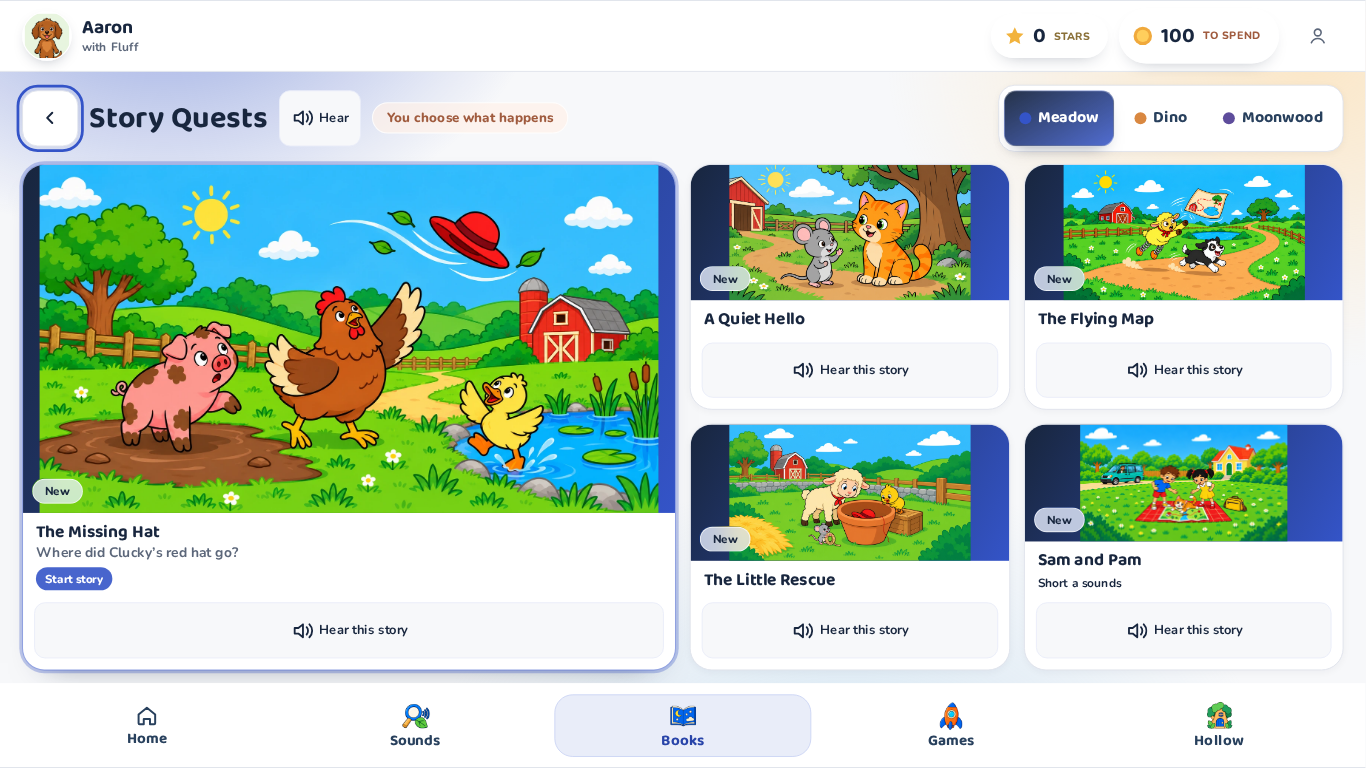 Aaron
with Fluff
0 STARS
100 TO SPEND
Story Quests
Hear
You choose what happens
Meadow
Dino
Moonwood
New
The Missing Hat
Where did Clucky's red hat go?
Start story
Hear this story
New
A Quiet Hello
Hear this story
New
The Flying Map
Hear this story
New
The Little Rescue
Hear this story
New
Sam and Pam
Short a sounds
Hear this story
Home
Sounds
Books
Games
Hollow